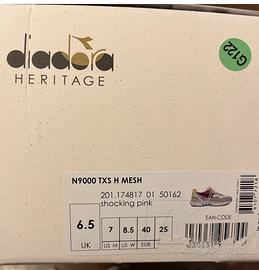 G122
diadora
HERITAGE
N9000 TXS H MESH
201.174817 01 50162
shocking pink
6.5
UK
7
8.5
40
25
US M
US W
EUR
EAN-CODE